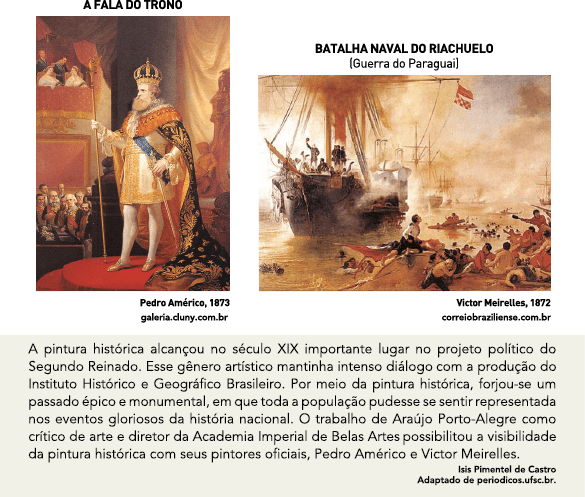 A FALA DO TRONO
BATALHA NAVAL DO RIACHUELO
(Guerra do Paraguai)
Pedro Américo, 1873
galeria.cluny.com.br
Victor Meirelles, 1872
correiobraziliense.com.br
A pintura histórica alcançou no século XIX importante lugar no projeto político do
Segundo Reinado. Esse gênero artístico mantinha intenso diálogo com a produção do
Instituto Histórico e Geográfico Brasileiro. Por meio da pintura histórica, forjou-se um
passado épico e monumental, em que toda a população pudesse se sentir representada
nos eventos gloriosos da história nacional. O trabalho de Araújo Porto-Alegre como
crítico de arte e diretor da Academia Imperial de Belas Artes possibilitou a visibilidade
da pintura histórica com seus pintores oficiais, Pedro Américo e Victor Meirelles.
Isis Pimentel de Castro
Adaptado de periodicos.ufsc.br.